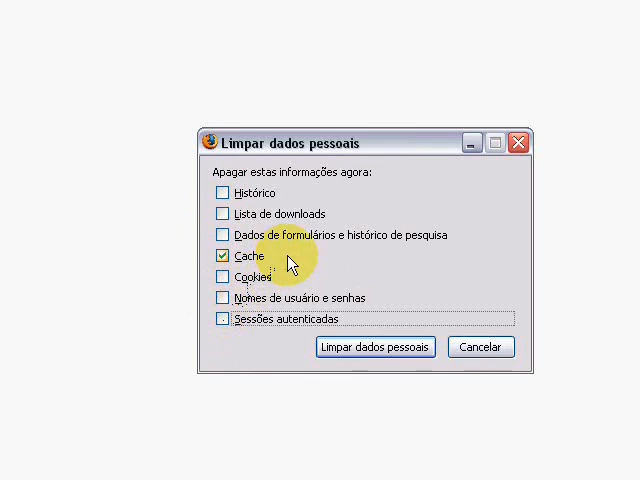 Limpar dados pessoais
Apagar estas informações agora:
Histórico
Lista de downloads
Dados de formulários e histórico de pesquisa
Cache
Cookies
Nomes de usuário e senhas
Sessões autenticadas
Limpar dados pessoais Cancelar